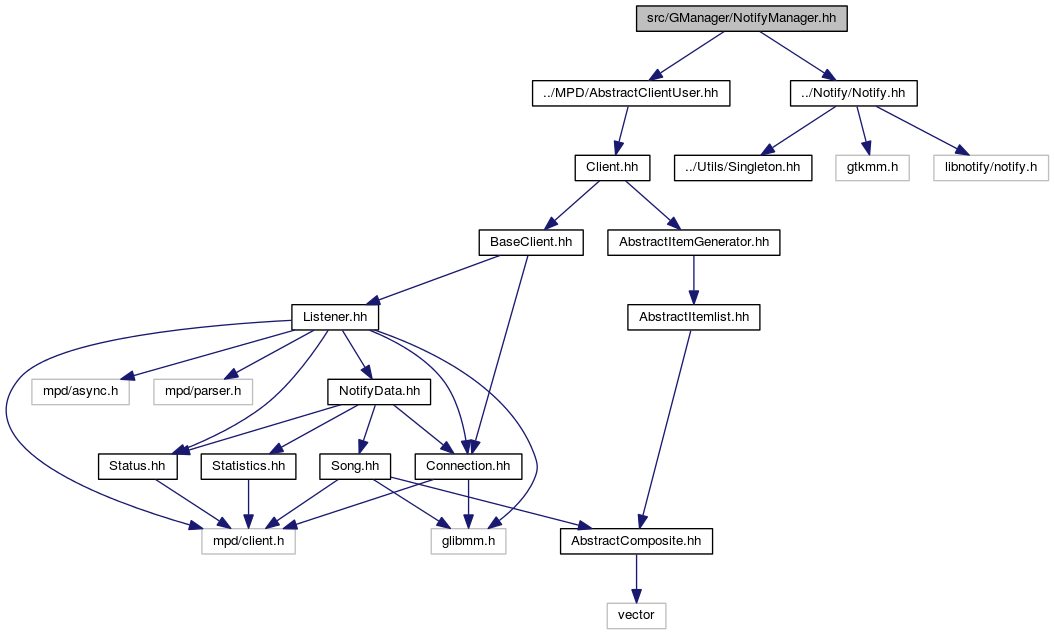 src/GManager/NotifyManager.hh
../MPD/AbstractClientUser.hh
../Notify/Notify.hh
Client.hh
../Utils/Singleton.hh
gtkmm.h
libnotify/notify.h
BaseClient.hh
AbstractItemGenerator.hh
Listener.hh
AbstractItemlist.hh
mpd/async.h
mpd/parser.h
NotifyData.hh
Status.hh
Statistics.hh
Song.hh
Connection.hh
mpd/client.h
glibmm.h
AbstractComposite.hh
vector